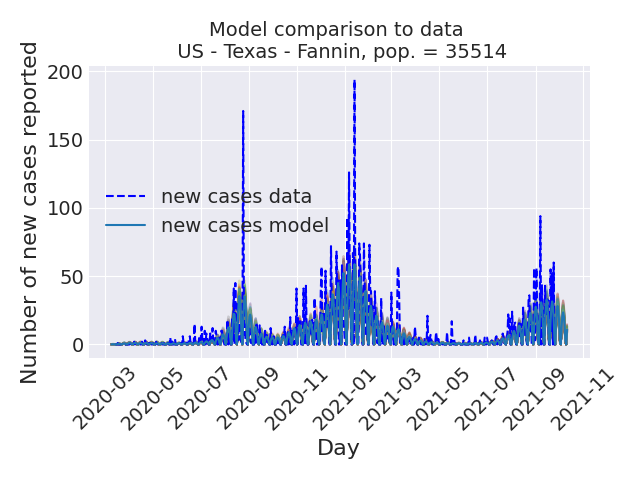 Model comparison to data
US - Texas - Fannin, pop. = 35514
Number of new cases reported
200
150
100
50
0
new cases data
new cases model
2020-03
2020-05
2020-07
2020-09
2020-11
2021-01
2021-03
2021-05
2021-07
2021-09
2021-11
Day